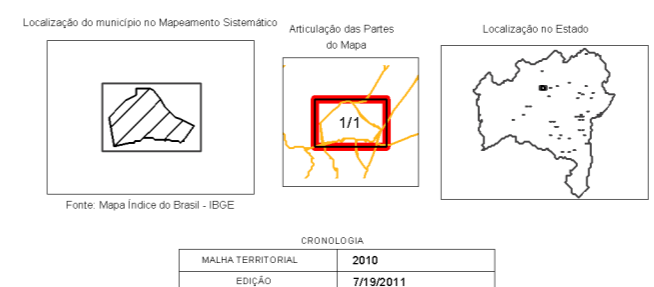 Localização do município no Mapeamento Sistemático
Articulação das Partes
do Mapa
Localização no Estado
1/1
Fonte: Mapa Índice do Brasil - IBGE
CRONOLOGIA
MALHA TERRITORIAL 2010
EDIÇÃO 7/19/2011